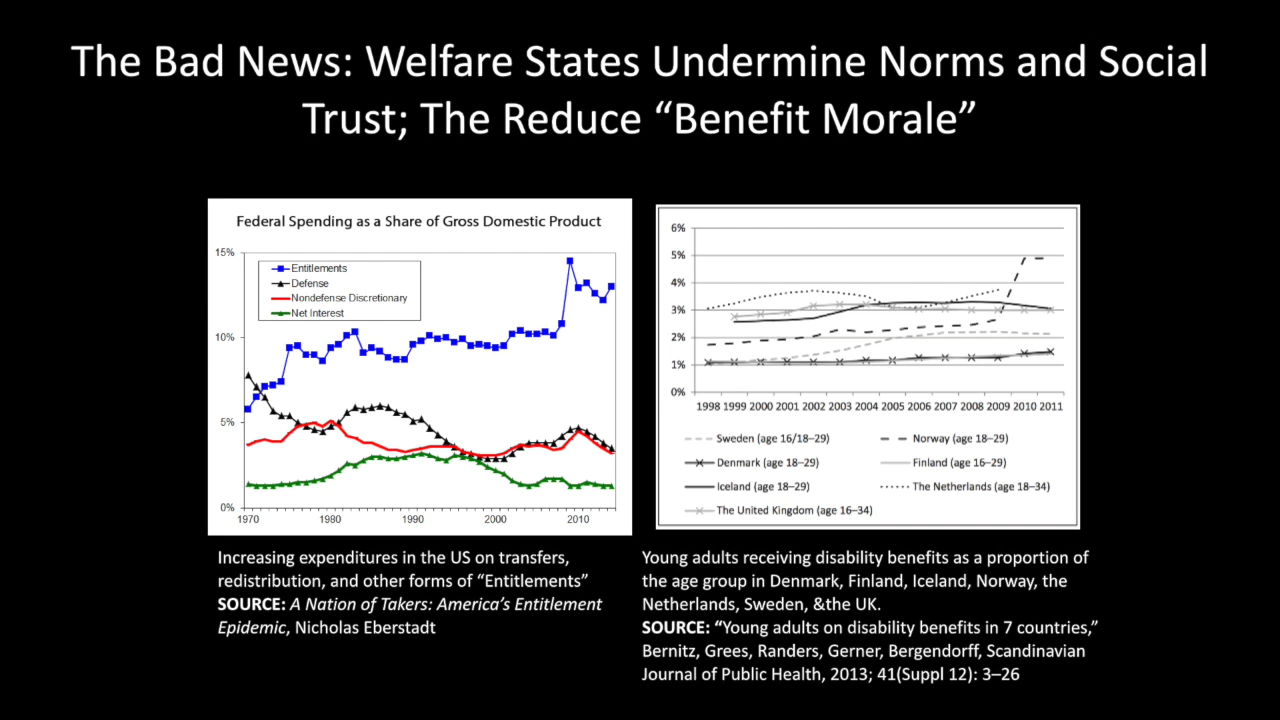 The Bad News: Welfare States Undermine Norms and Social
Trust; The Reduce “Benefit Morale”
Federal Spending as a Share of Gross Domestic Product
15%
Entitlements
Defense
Nondefense Discretionary
Net Interest
10%
5%
0%
1970 1980 1990 2000 2010
6%
5%
4%
3%
2%
1%
0%
1998 1999 2000 2001 2002 2003 2004 2005 2006 2007 2008 2009 2010 2011
Sweden (age 16/18–29) Norway (age 18–29)
Denmark (age 18–29) Finland (age 16–29)
Iceland (age 18–29) The Netherlands (age 18–34)
The United Kingdom (age 16–34)
Increasing expenditures in the US on transfers,
redistribution, and other forms of “Entitlements”
SOURCE: A Nation of Takers: America’s Entitlement
Epidemic, Nicholas Eberstadt
Young adults receiving disability benefits as a proportion of
the age group in Denmark, Finland, Iceland, Norway, the
Netherlands, Sweden, &the UK.
SOURCE: “Young adults on disability benefits in 7 countries,”
Bernitz, Grees, Randers, Gerner, Bergendorff, Scandinavian
Journal of Public Health, 2013; 41(Suppl 12): 3–26